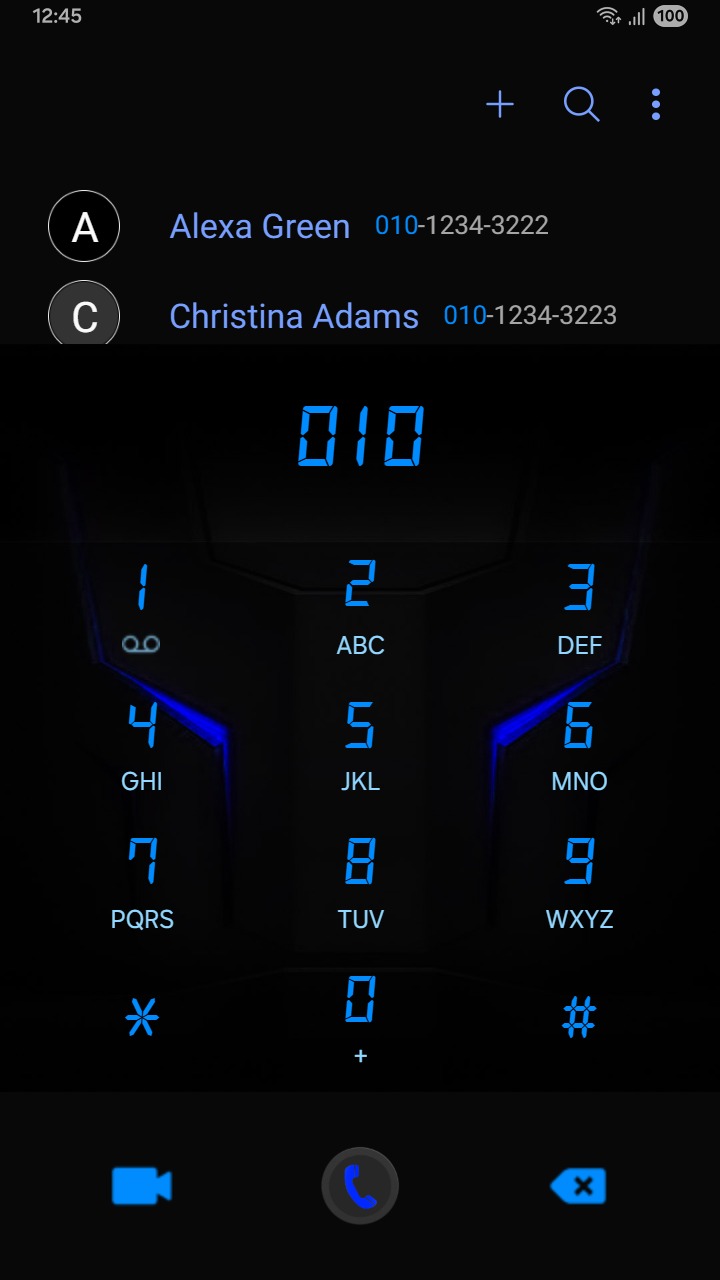 12:45 100
A Alexa Green 010-1234-3222
C Christina Adams 010-1234-3223
010
1 2 3
ABC DEF
4 5 6
GHI JKL MNO
7 8 9
PQRS TUV WXYZ
* 0 #
+